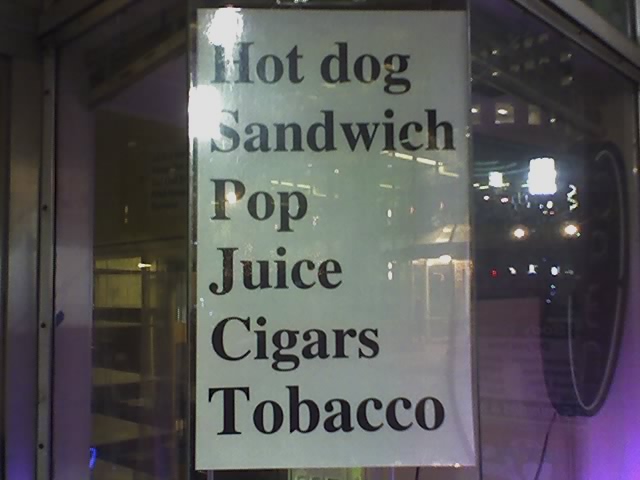 Hot dog
Sandwich
Pop
Juice
Cigars
Tobacco